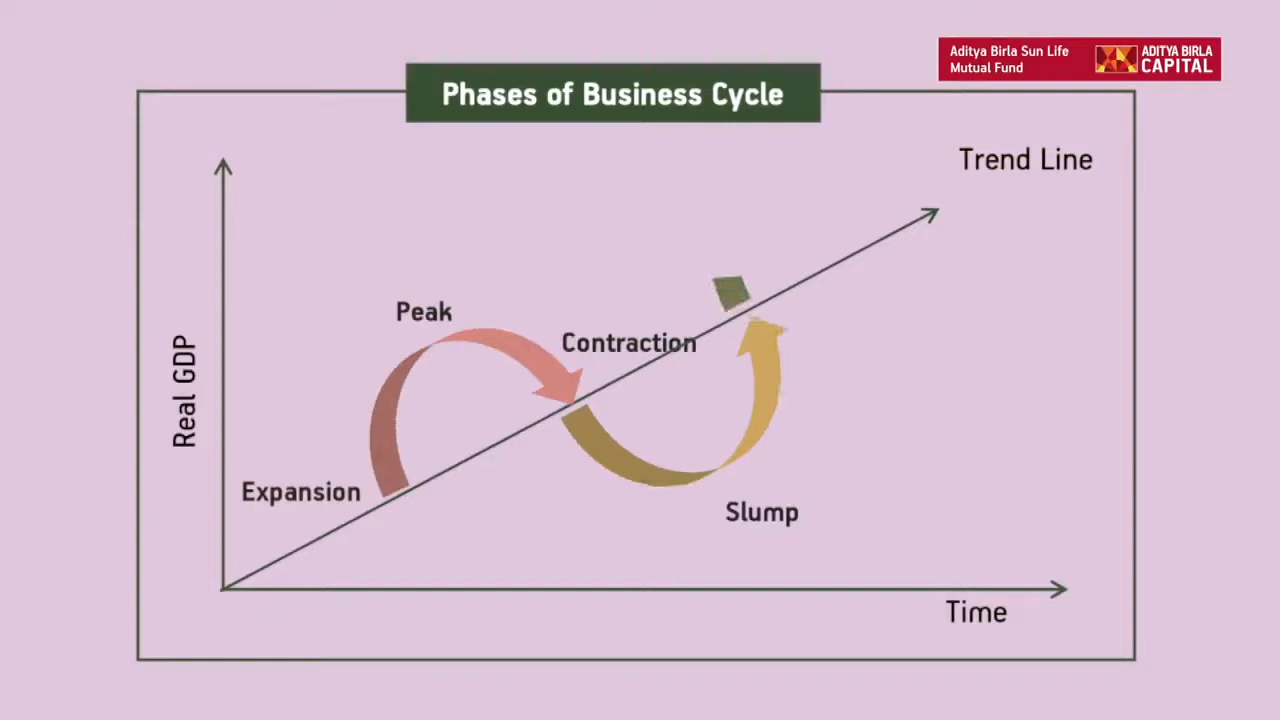 Aditya Birla Sun Life
Mutual Fund
ADITYA BIRLA
CAPITAL
Phases of Business Cycle
Trend Line
Peak
Contraction
Real GDP
Expansion
Slump
Time